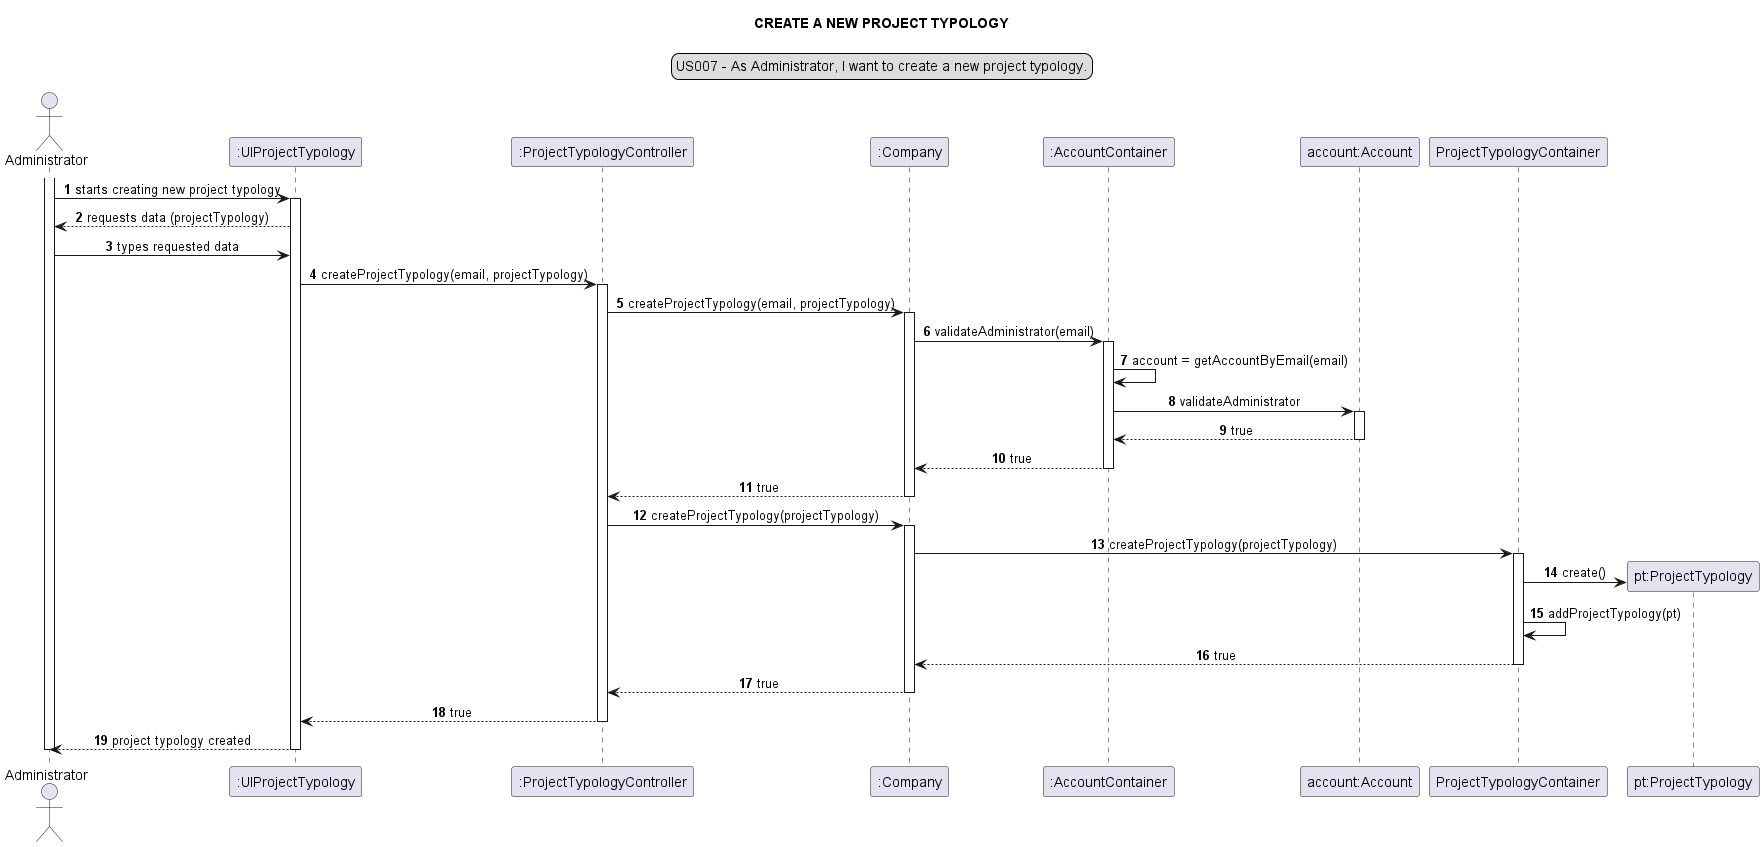 CREATE A NEW PROJECT TYPOLOGY
US007 - As Administrator, I want to create a new project typology.
Administrator
:UIProjectTypology
:ProjectTypologyController
:Company
:AccountContainer
account:Account
ProjectTypologyContainer
1 starts creating new project typology
2 requests data (projectTypology)
3 types requested data
4 createProjectTypology(email, projectTypology)
5 createProjectTypology(email, projectTypology)
6 validateAdministrator(email)
7 account = getAccountByEmail(email)
8 validateAdministrator
9 true
10 true
11 true
12 createProjectTypology(projectTypology)
13 createProjectTypology(projectTypology)
14 create()
pt:ProjectTypology
15 addProjectTypology(pt)
16 true
17 true
18 true
19 project typology created
Administrator
:UIProjectTypology
:ProjectTypologyController
:Company
:AccountContainer
account:Account
ProjectTypologyContainer
pt:ProjectTypology